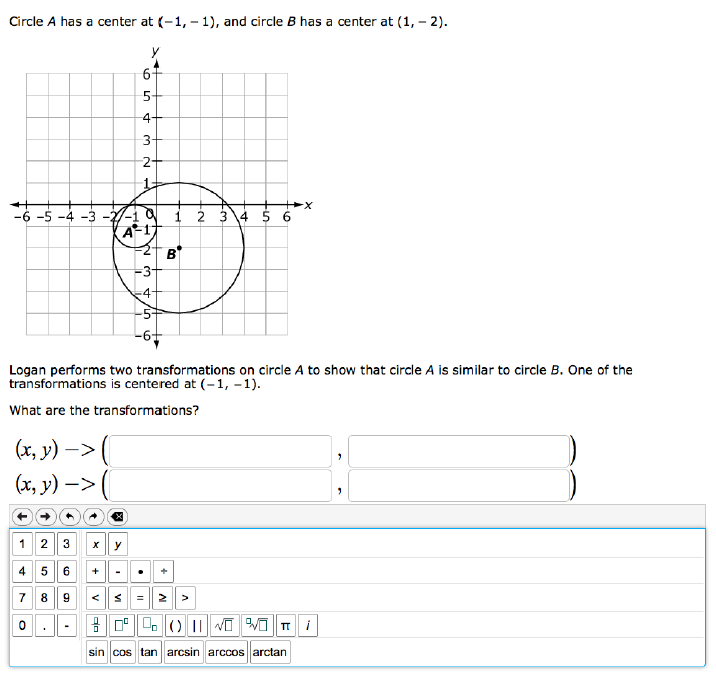 Circle A has a center at (−1, − 1), and circle B has a center at (1, − 2).
y
6
5
4
3
2
1
x
-6 -5 -4 -3 -2 -1 0 1 2 3 4 5 6
A -1
-2 B
-3
-4
-5
-6
Logan performs two transformations on circle A to show that circle A is similar to circle B. One of the
transformations is centered at (−1, −1).
What are the transformations?
(x, y) −> ( , )
(x, y) −> ( , )
1 2 3 x y
4 5 6 + - • ÷
7 8 9 < ≤ = ≥ >
0 . - () || √ √ π i
sin cos tan arcsin arccos arctan